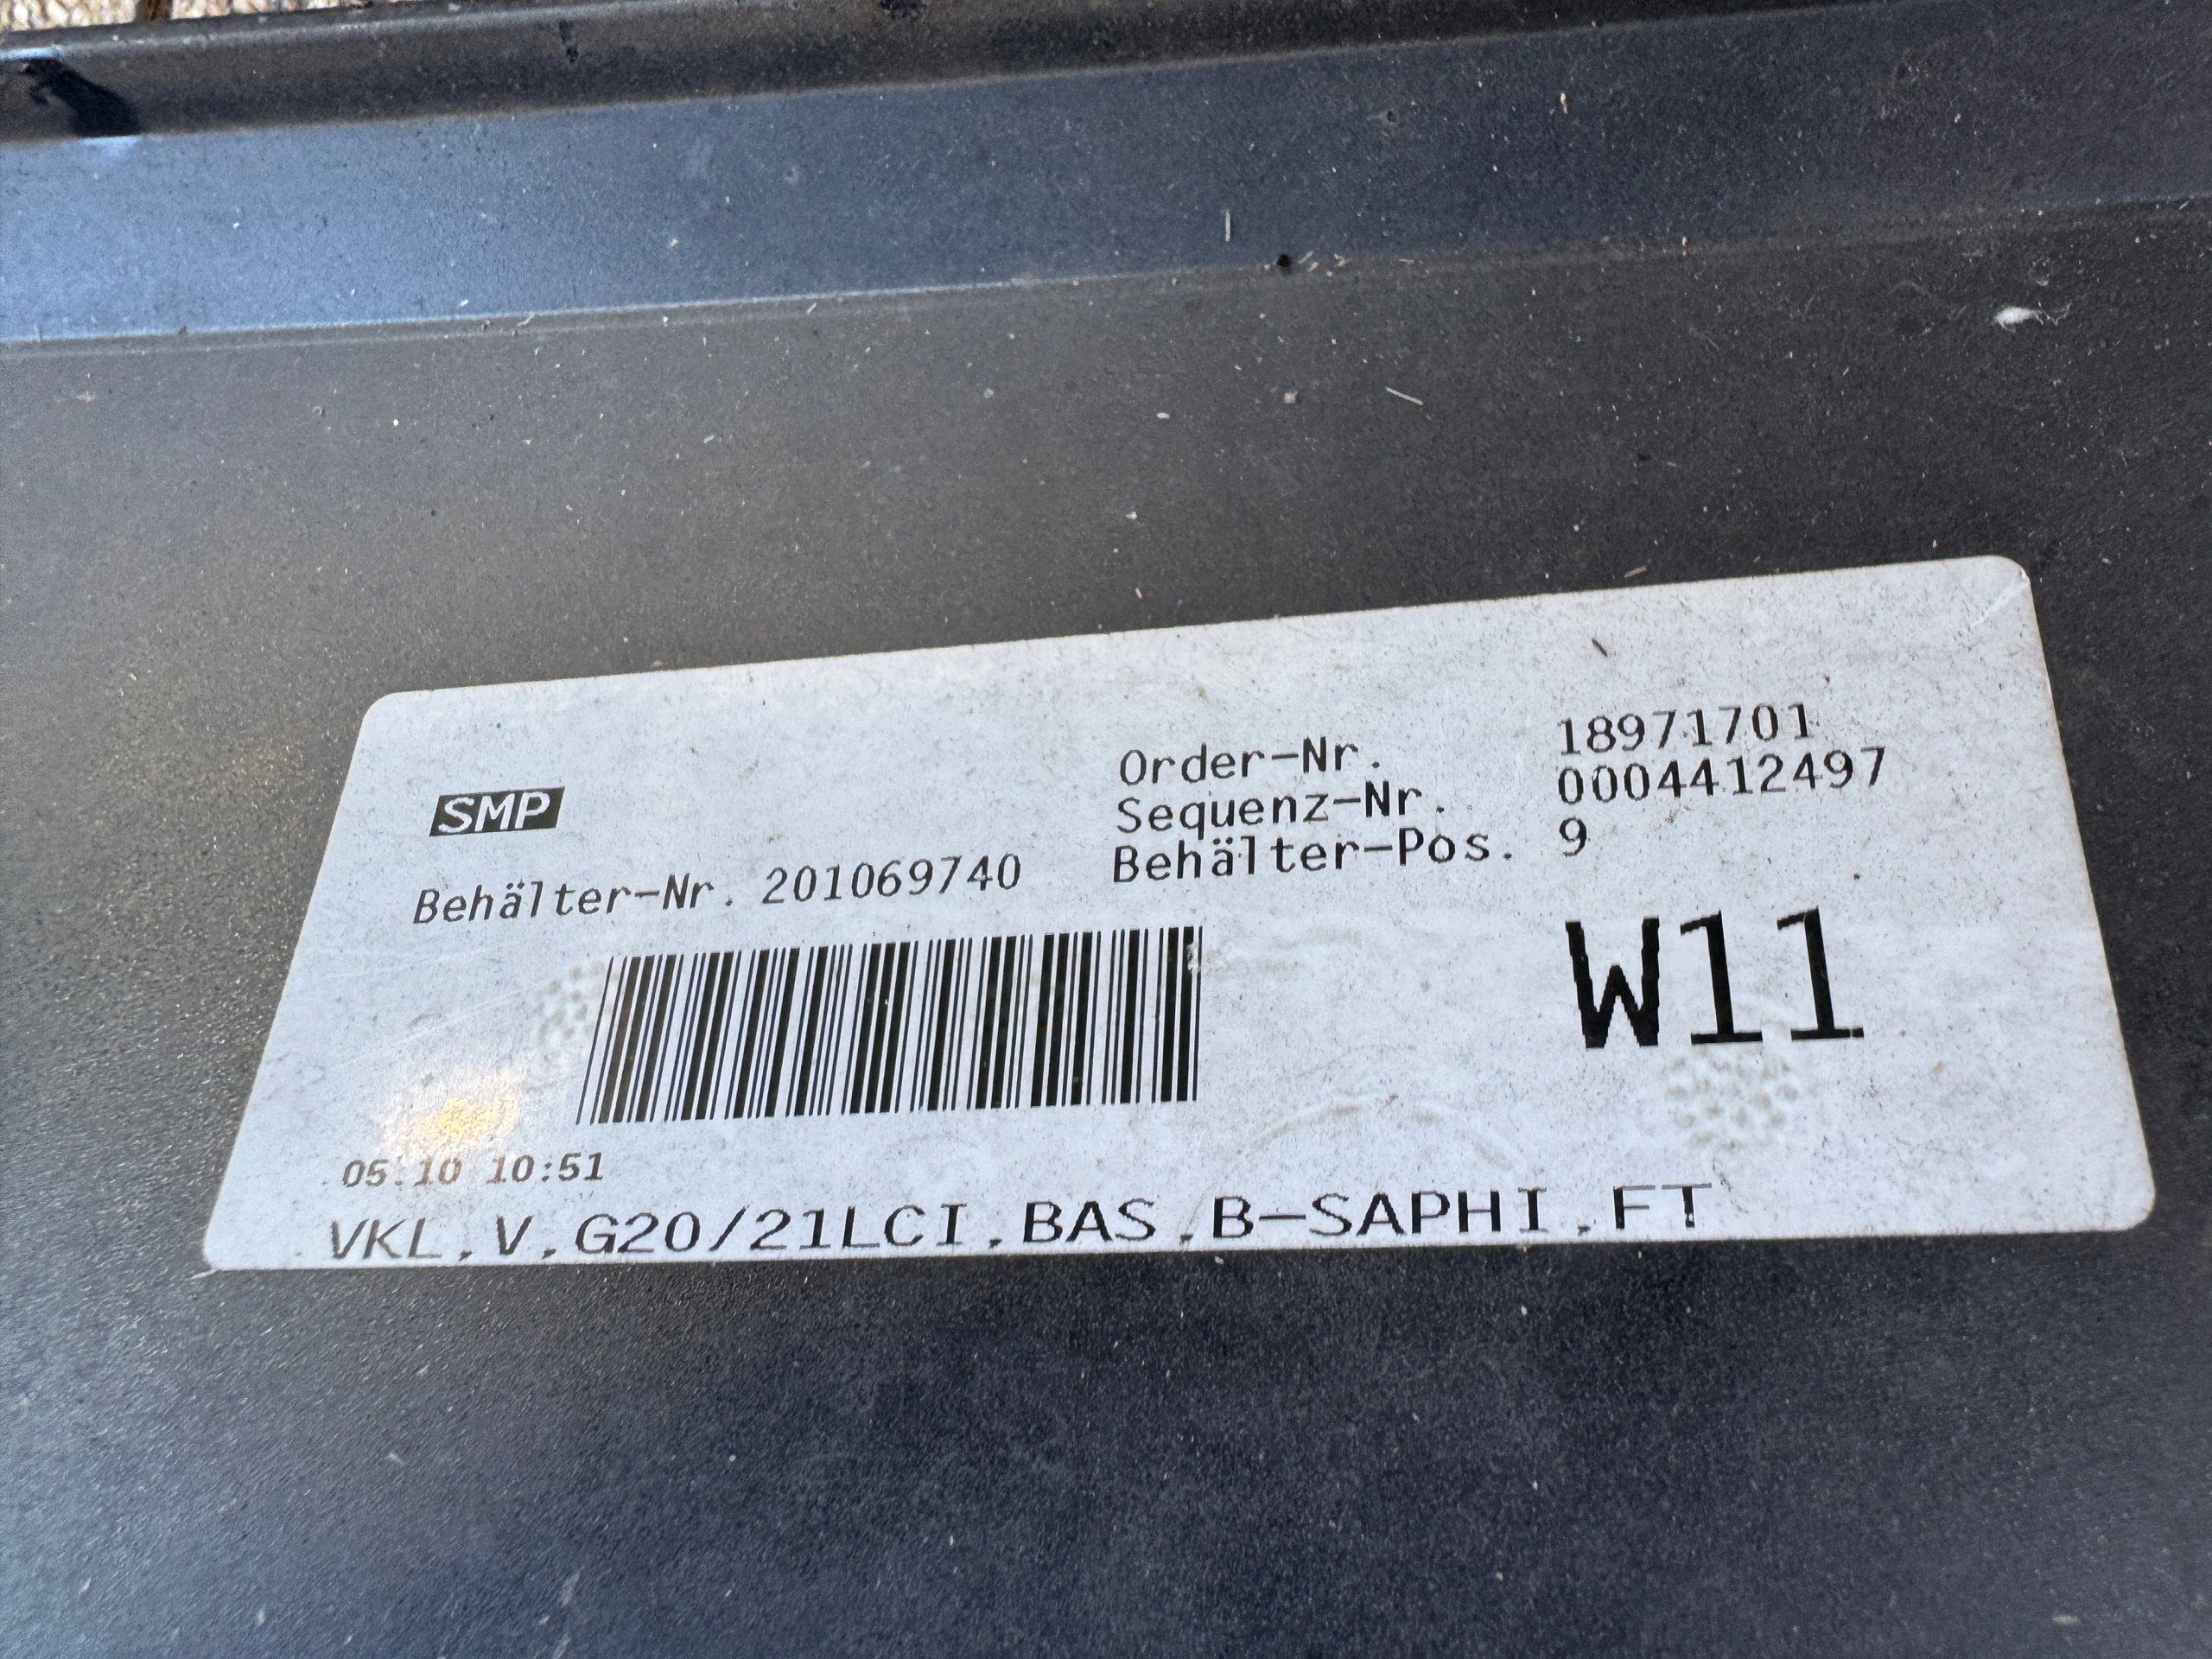 SMP
Order-Nr. 18971701
Sequenz-Nr. 0004412497
Behälter-Pos. 9
Behälter-Nr. 201069740
W11
05.10 10:51
VKL,V,G20/21LCI,BAS,B-SAPHI,FT